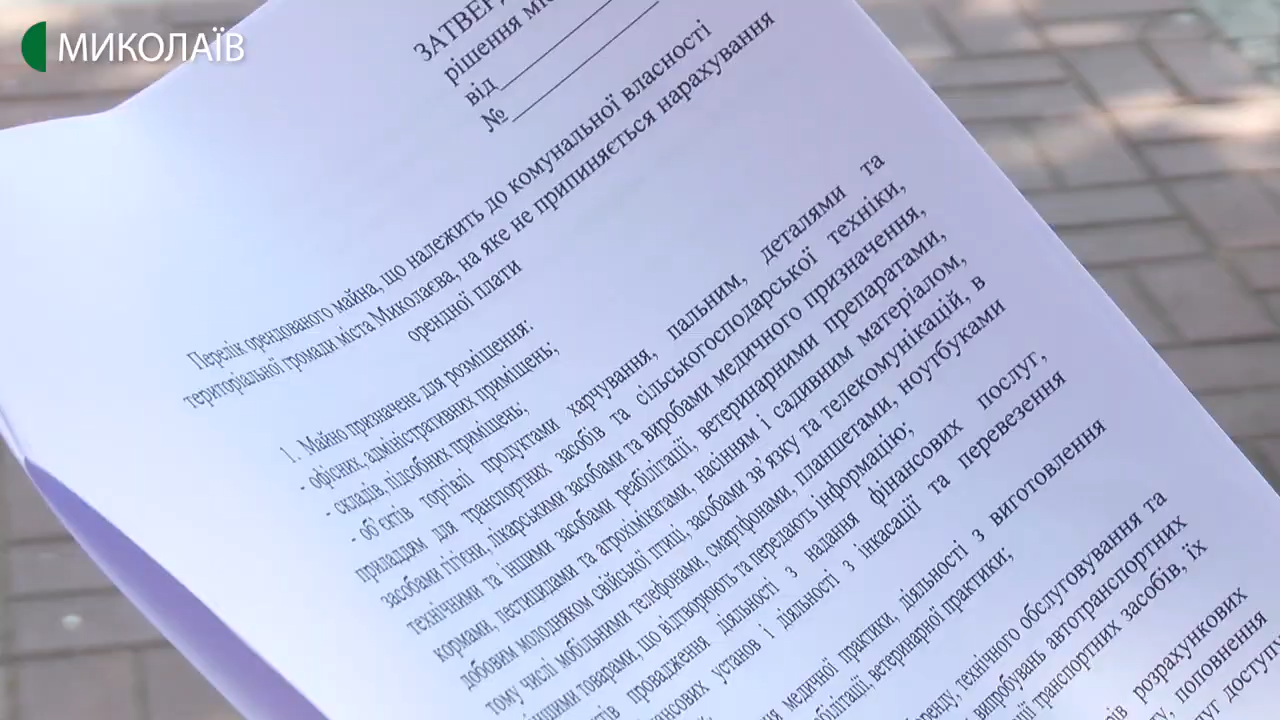 МИКОЛАЇВ
ЗАТВЕРД
рішення міс
від
№
Перелік орендованого майна, що належить до комунальної власності
територіальної громади міста Миколаєва, на яке не припиняється нарахування
орендної плати
1. Майно призначене для розміщення:
- офісних, адміністративних приміщень;
- складів, підсобних приміщень;
- об'єктів торгівлі продуктами харчування, пальним, деталями та
приладдям для транспортних засобів та сільськогосподарської техніки,
засобами гігієни, лікарськими засобами та виробами медичного призначення,
технічними та іншими засобами реабілітації, ветеринарними препаратами,
кормами, пестицидами та агрохімікатами, насінням і садивним матеріалом,
добовим молодняком свійської птиці, засобами зв'язку та телекомунікацій, в
тому числі мобільними телефонами, смартфонами, планшетами, ноутбуками
іншими товарами, що відтворюють та передають інформацію;
провадження діяльності з надання фінансових послуг,
нансових установ і діяльності з інкасації та перевезення
медичної практики, діяльності з виготовлення
білітації, ветеринарної практики;
технічного обслуговування та
випробувань автотранспортних
транспортних засобів, їх
розрахункових
поповнення
доступу